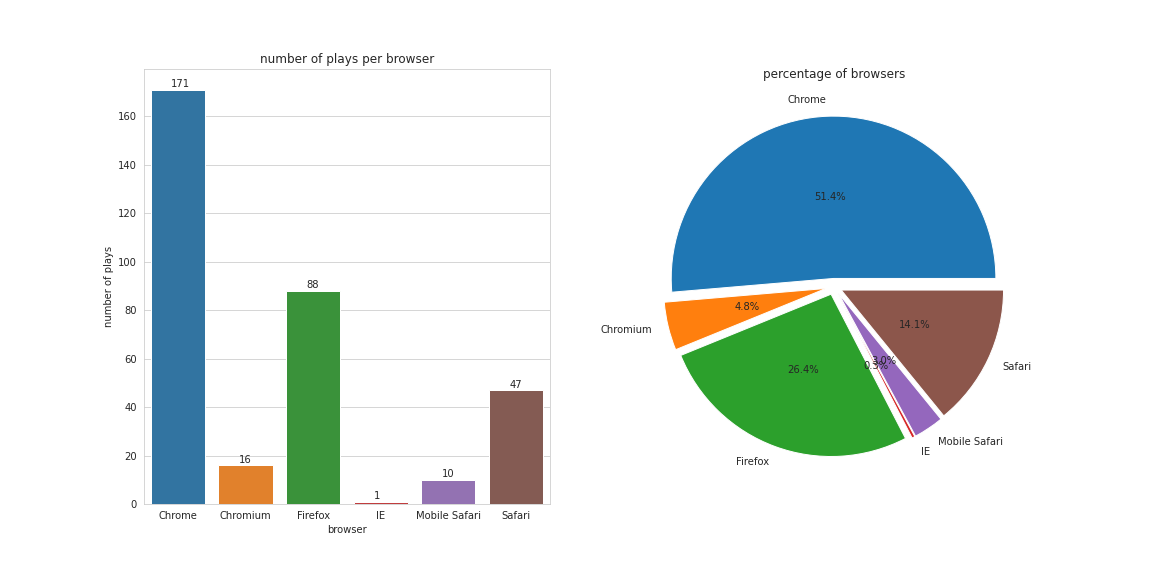 number of plays per browser
171
16
88
1
10
47
160
140
120
100
80
60
40
20
0
number of plays
Chrome
Chromium
Firefox
IE
Mobile Safari
Safari
browser
percentage of browsers
Chrome
51.4%
Chromium
4.8%
Firefox
26.4%
IE
0.3%
Mobile Safari
3.0%
Safari
14.1%